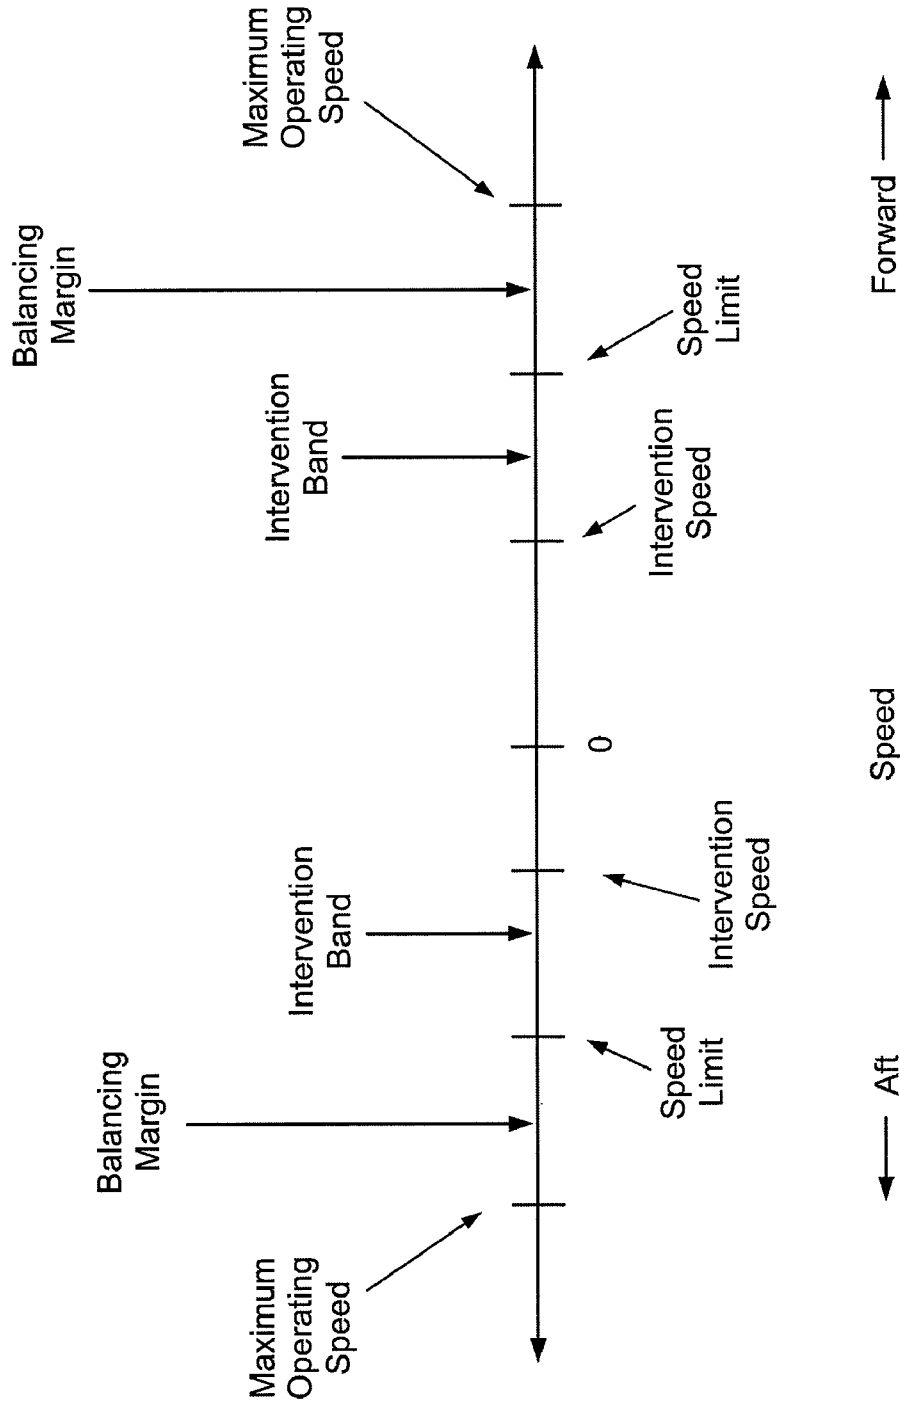 Balancing
Margin
Balancing
Margin
Maximum
Operating
Speed
Intervention
Band
Intervention
Band
Maximum
Operating
Speed
0
Speed
Limit
Intervention
Speed
Intervention
Speed
Speed
Limit
Aft
Speed
Forward